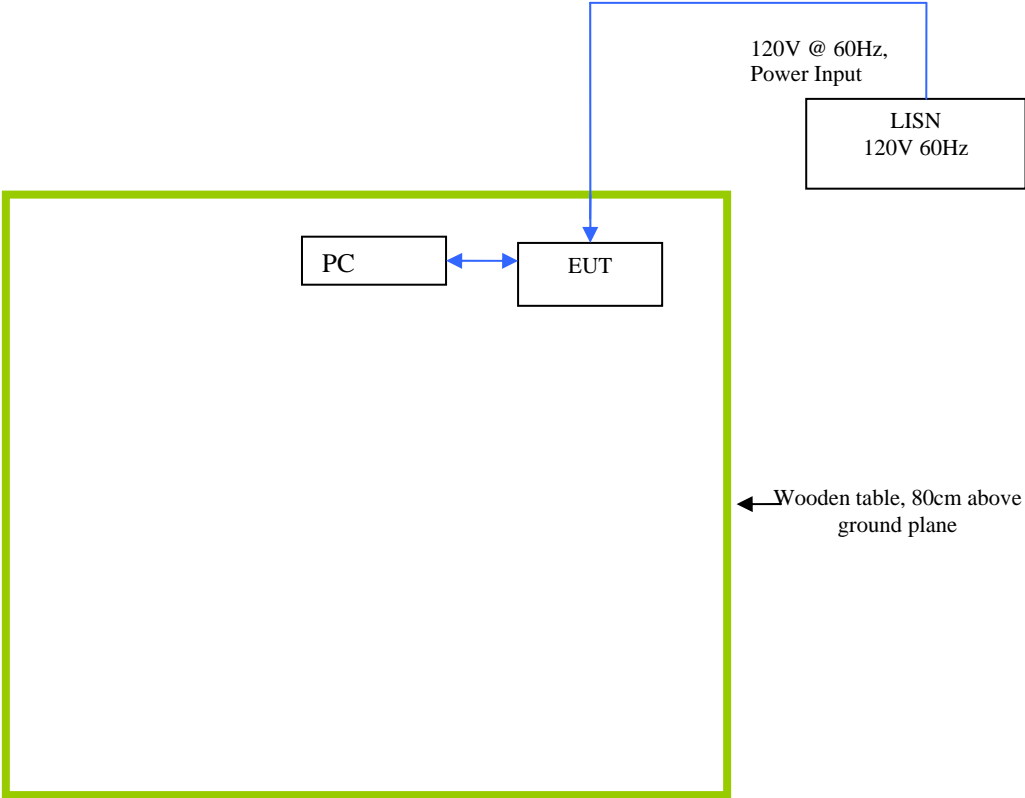 120V @ 60Hz,
Power Input
LISN
120V 60Hz
PC
EUT
Wooden table, 80cm above
ground plane